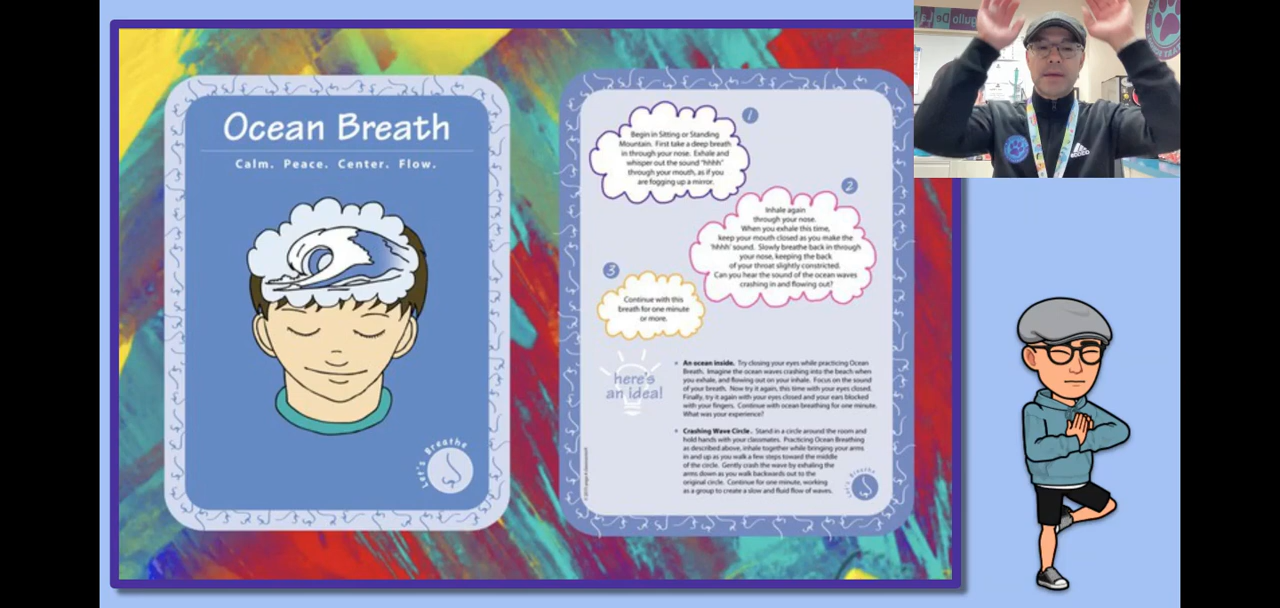 Ocean Breath
Calm. Peace. Center. Flow.
Let's Breathe
1
Begin in Sitting or Standing
Mountain. First take a deep breath
in through your nose. Exhale and
whisper out the sound "hhhh"
through your mouth, as if you
are fogging up a mirror.
2
Inhale again
through your nose.
When you exhale this time,
keep your mouth closed as you make the
'hhhh' sound. Slowly breathe back in through
your nose, keeping the back
of your throat slightly constricted.
Can you hear the sound of the ocean waves
crashing in and flowing out?
3
Continue with this
breath for one minute
or more.
here's
an idea!
An ocean inside. Try closing your eyes while practicing Ocean
Breath. Imagine the ocean waves crashing into the beach when
you exhale, and flowing out on your inhale. Focus on the sound
of your breath. Now try it again, this time with your eyes closed.
Finally, try it again with your eyes closed and your ears blocked
with your fingers. Continue with ocean breathing for one minute.
What was your experience?
Crashing Wave Circle. Stand in a circle around the room and
hold hands with your classmates. Practicing Ocean Breathing
as described above, inhale together while bringing your arms
in and up as you walk a few steps toward the middle
of the circle. Gently crash the wave by exhaling the
arms down as you walk backwards out to the
original circle. Continue for one minute, working
as a group to create a slow and fluid flow of waves.
Let's Breathe
adidas